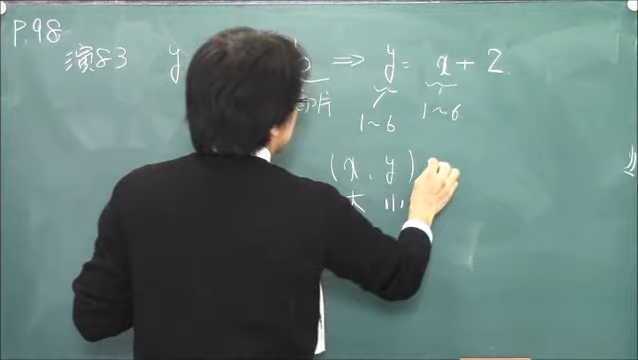 P.98
演83 y ⇒ y = x + 2
切片 1~6 1~6
(x, y)
大 小